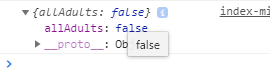 ▼ {allAdults: false} i index-mi
allAdults: false
▶ __proto__: Ob
false
>